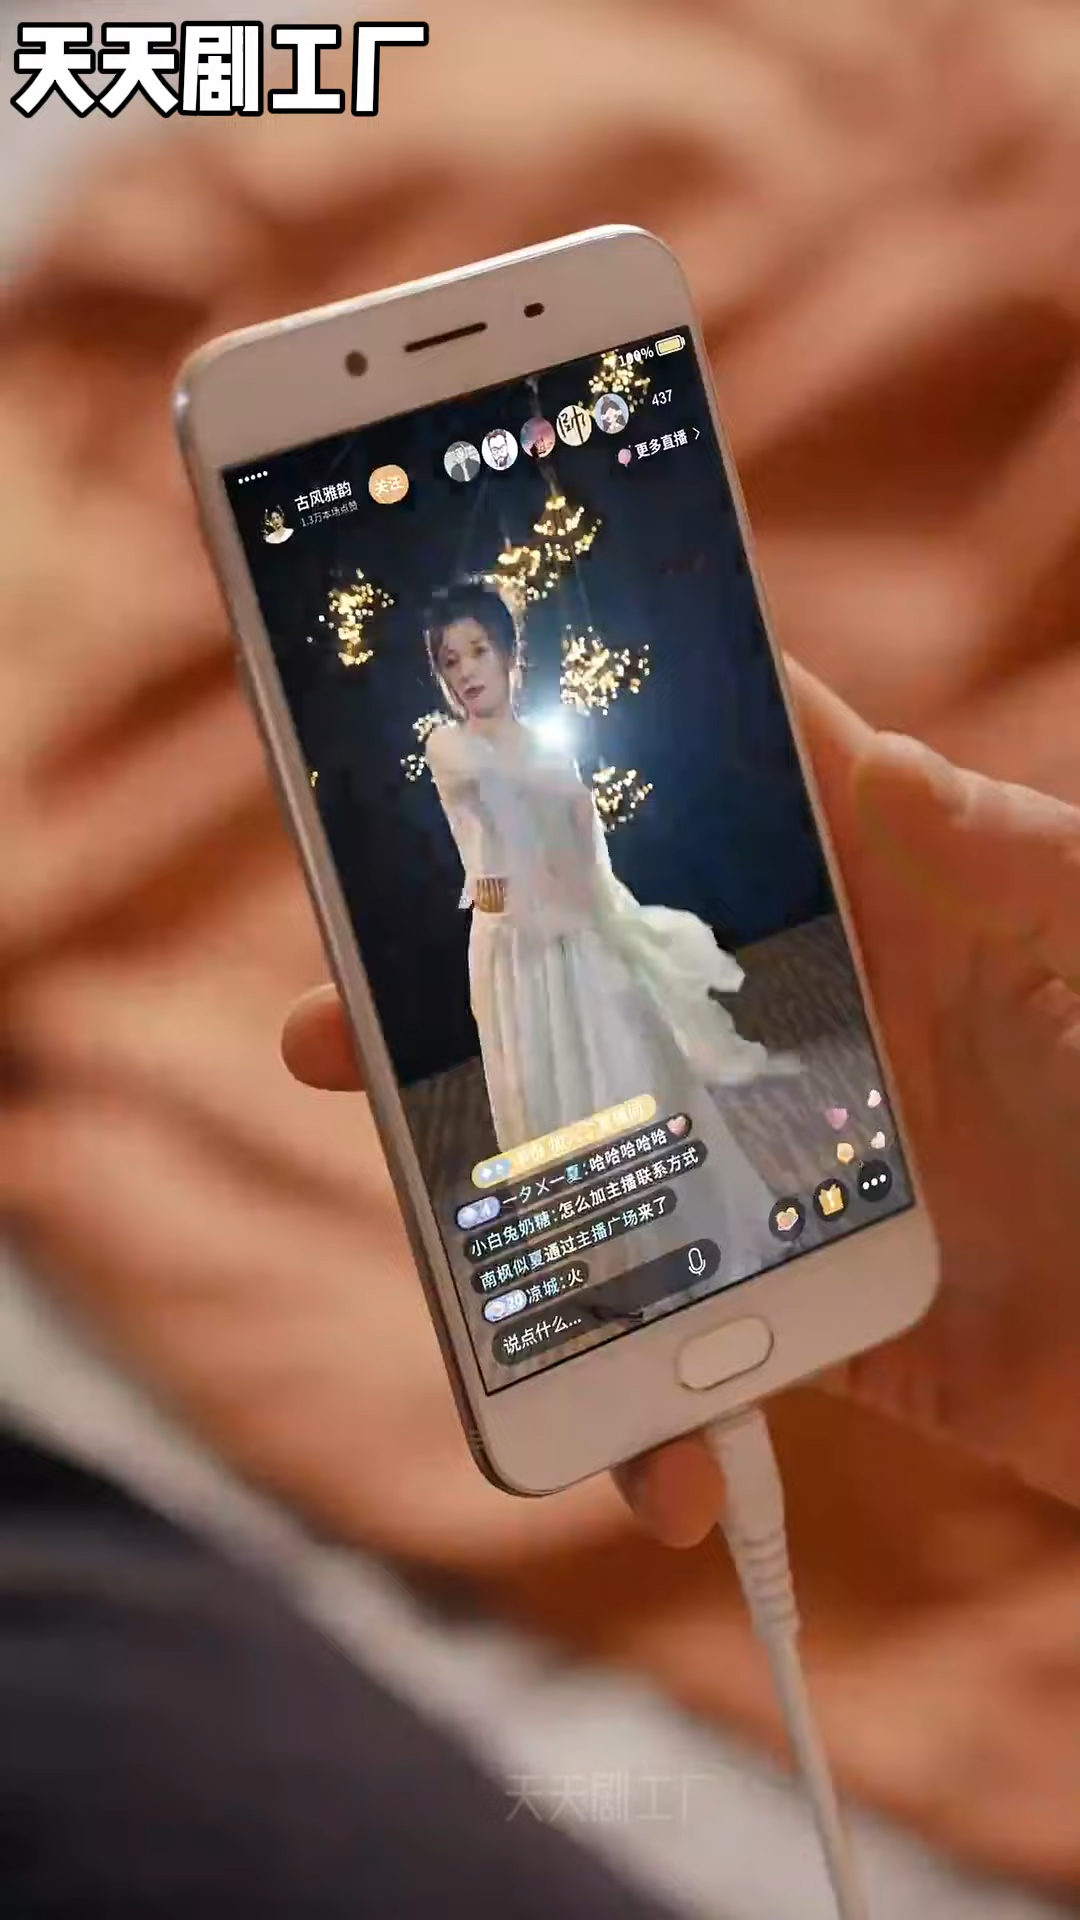 天天剧工厂
100%
437
更多直播 >
古风雅韵
关注
1.3万本场点赞
一夕乂一夏:哈哈哈哈哈
小白兔奶糖:怎么加主播联系方式
南枫似夏通过主播广场来了
20 凉城:火
说点什么...
天天剧工厂